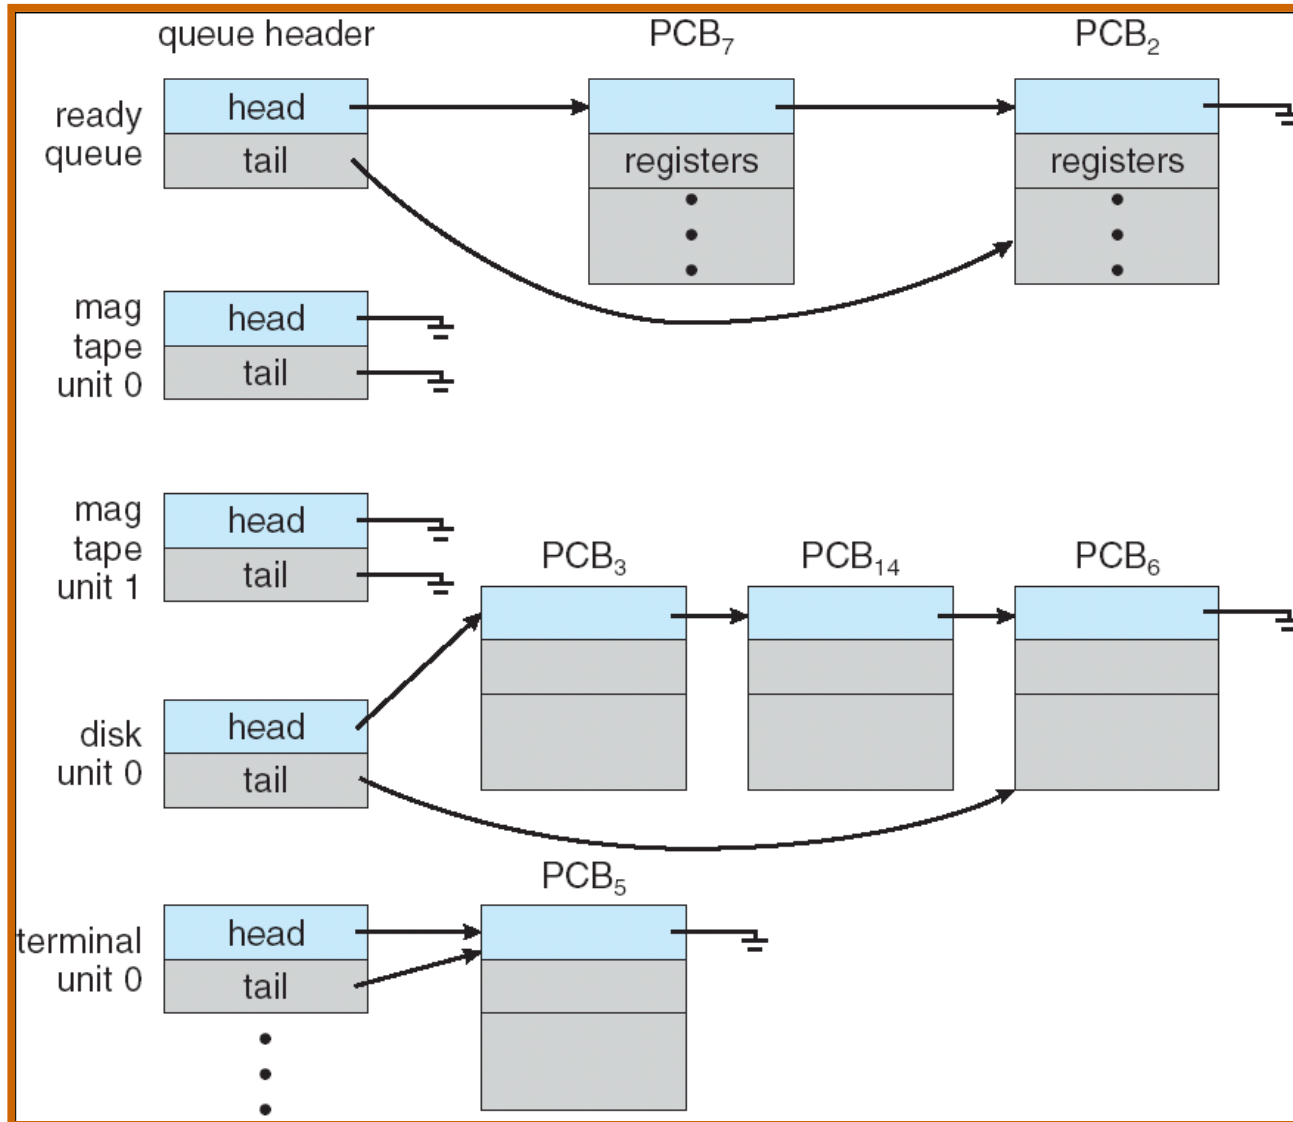 queue header
PCB₇
PCB₂
ready
queue
head
tail
registers
registers
mag
tape
unit 0
head
tail
mag
tape
unit 1
head
tail
PCB₃
PCB₁₄
PCB₆
disk
unit 0
head
tail
PCB₅
terminal
unit 0
head
tail